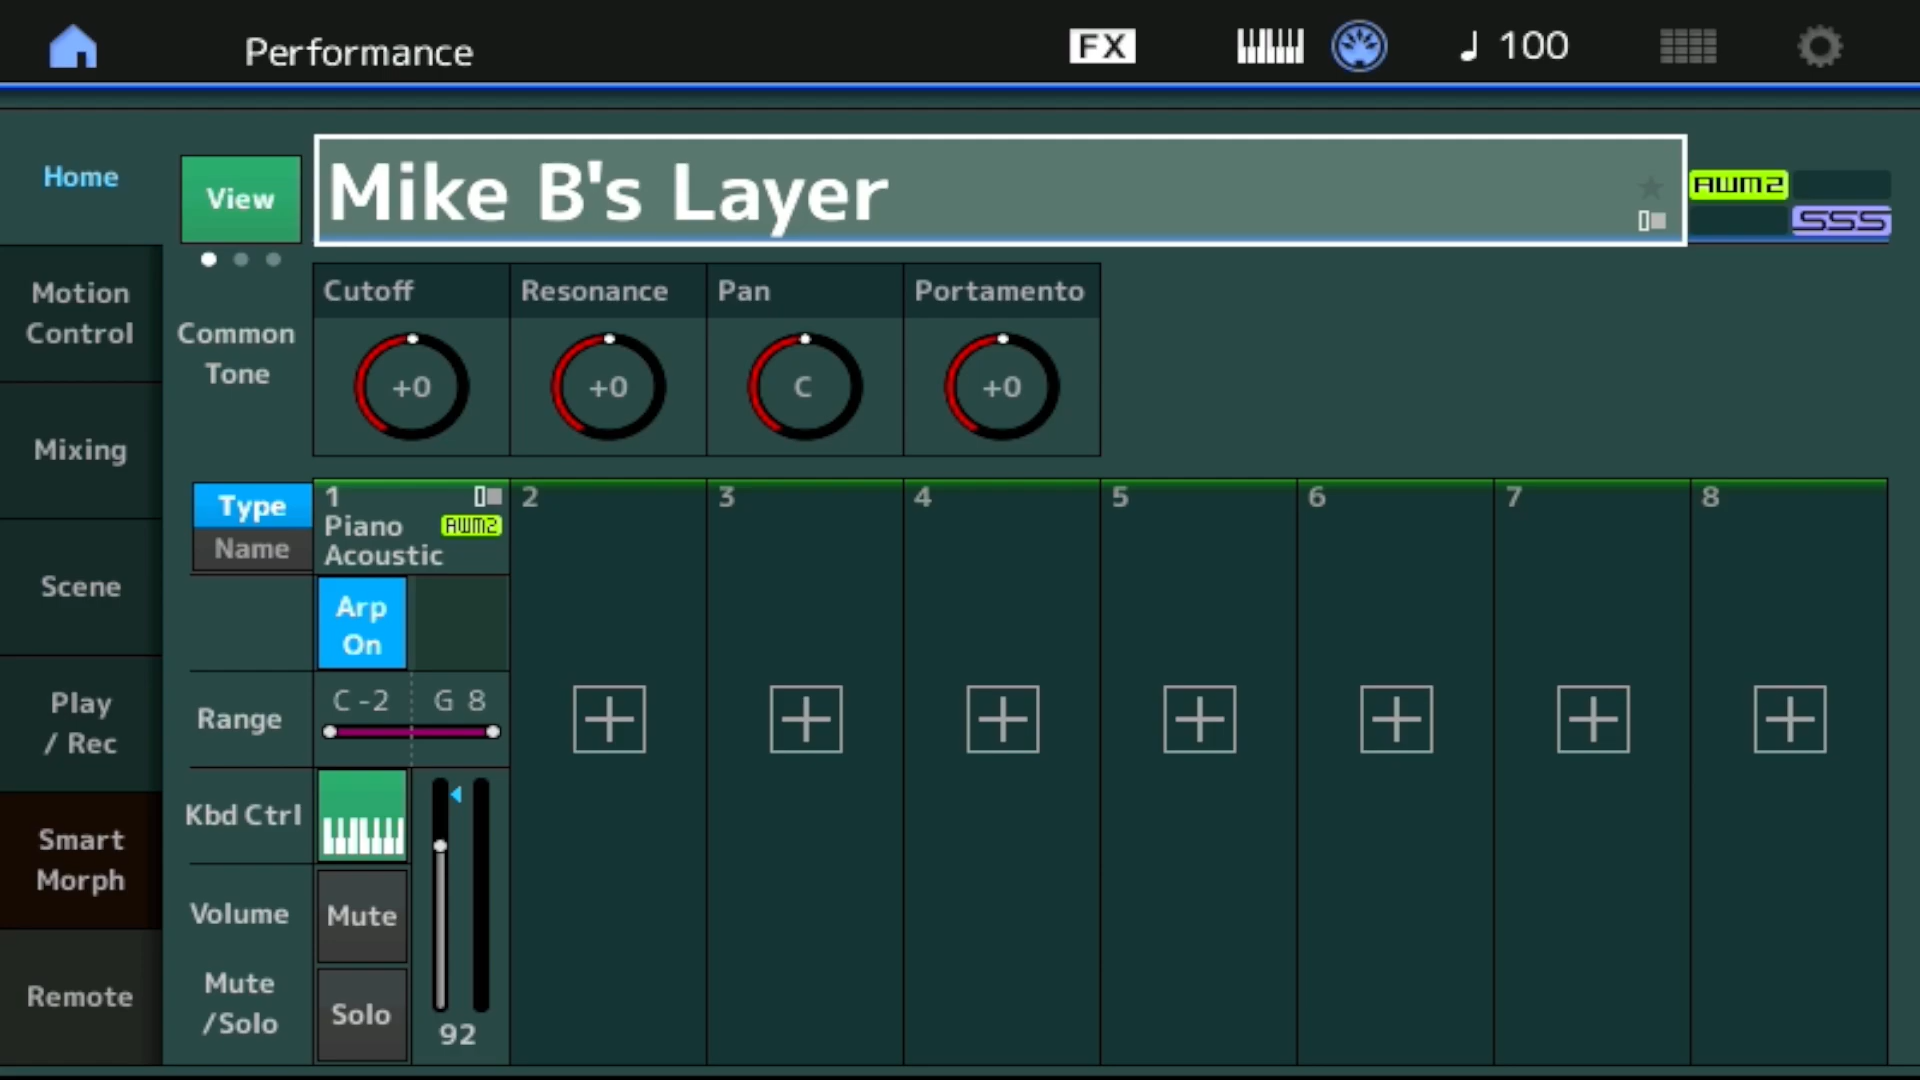 Performance
FX
100
Home
View
Mike B's Layer
AWM2
SSS
Motion
Control
Common
Tone
Cutoff
Resonance
Pan
Portamento
+0
+0
C
+0
Mixing
Type
Name
1
Piano
AWM2
Acoustic
2
3
4
5
6
7
8
Scene
Arp
On
Play
/ Rec
Range
C -2
G 8
Smart
Morph
Kbd Ctrl
Volume
Mute
Remote
Mute
/Solo
Solo
92